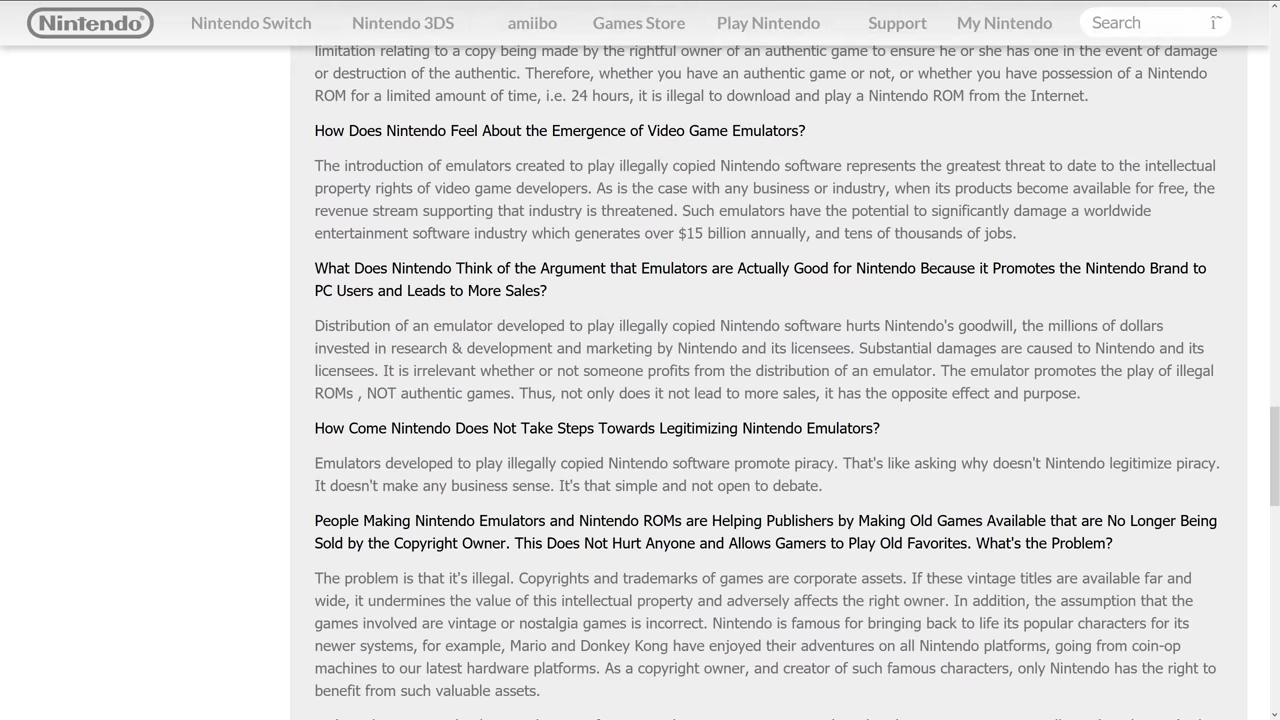 Nintendo
Nintendo Switch Nintendo 3DS amiibo Games Store Play Nintendo Support My Nintendo Search î˜
limitation relating to a copy being made by the rightful owner of an authentic game to ensure he or she has one in the event of damage
or destruction of the authentic. Therefore, whether you have an authentic game or not, or whether you have possession of a Nintendo
ROM for a limited amount of time, i.e. 24 hours, it is illegal to download and play a Nintendo ROM from the Internet.
How Does Nintendo Feel About the Emergence of Video Game Emulators?
The introduction of emulators created to play illegally copied Nintendo software represents the greatest threat to date to the intellectual
property rights of video game developers. As is the case with any business or industry, when its products become available for free, the
revenue stream supporting that industry is threatened. Such emulators have the potential to significantly damage a worldwide
entertainment software industry which generates over $15 billion annually, and tens of thousands of jobs.
What Does Nintendo Think of the Argument that Emulators are Actually Good for Nintendo Because it Promotes the Nintendo Brand to
PC Users and Leads to More Sales?
Distribution of an emulator developed to play illegally copied Nintendo software hurts Nintendo's goodwill, the millions of dollars
invested in research & development and marketing by Nintendo and its licensees. Substantial damages are caused to Nintendo and its
licensees. It is irrelevant whether or not someone profits from the distribution of an emulator. The emulator promotes the play of illegal
ROMs , NOT authentic games. Thus, not only does it not lead to more sales, it has the opposite effect and purpose.
How Come Nintendo Does Not Take Steps Towards Legitimizing Nintendo Emulators?
Emulators developed to play illegally copied Nintendo software promote piracy. That's like asking why doesn't Nintendo legitimize piracy.
It doesn't make any business sense. It's that simple and not open to debate.
People Making Nintendo Emulators and Nintendo ROMs are Helping Publishers by Making Old Games Available that are No Longer Being
Sold by the Copyright Owner. This Does Not Hurt Anyone and Allows Gamers to Play Old Favorites. What's the Problem?
The problem is that it's illegal. Copyrights and trademarks of games are corporate assets. If these vintage titles are available far and
wide, it undermines the value of this intellectual property and adversely affects the right owner. In addition, the assumption that the
games involved are vintage or nostalgia games is incorrect. Nintendo is famous for bringing back to life its popular characters for its
newer systems, for example, Mario and Donkey Kong have enjoyed their adventures on all Nintendo platforms, going from coin-op
machines to our latest hardware platforms. As a copyright owner, and creator of such famous characters, only Nintendo has the right to
benefit from such valuable assets.